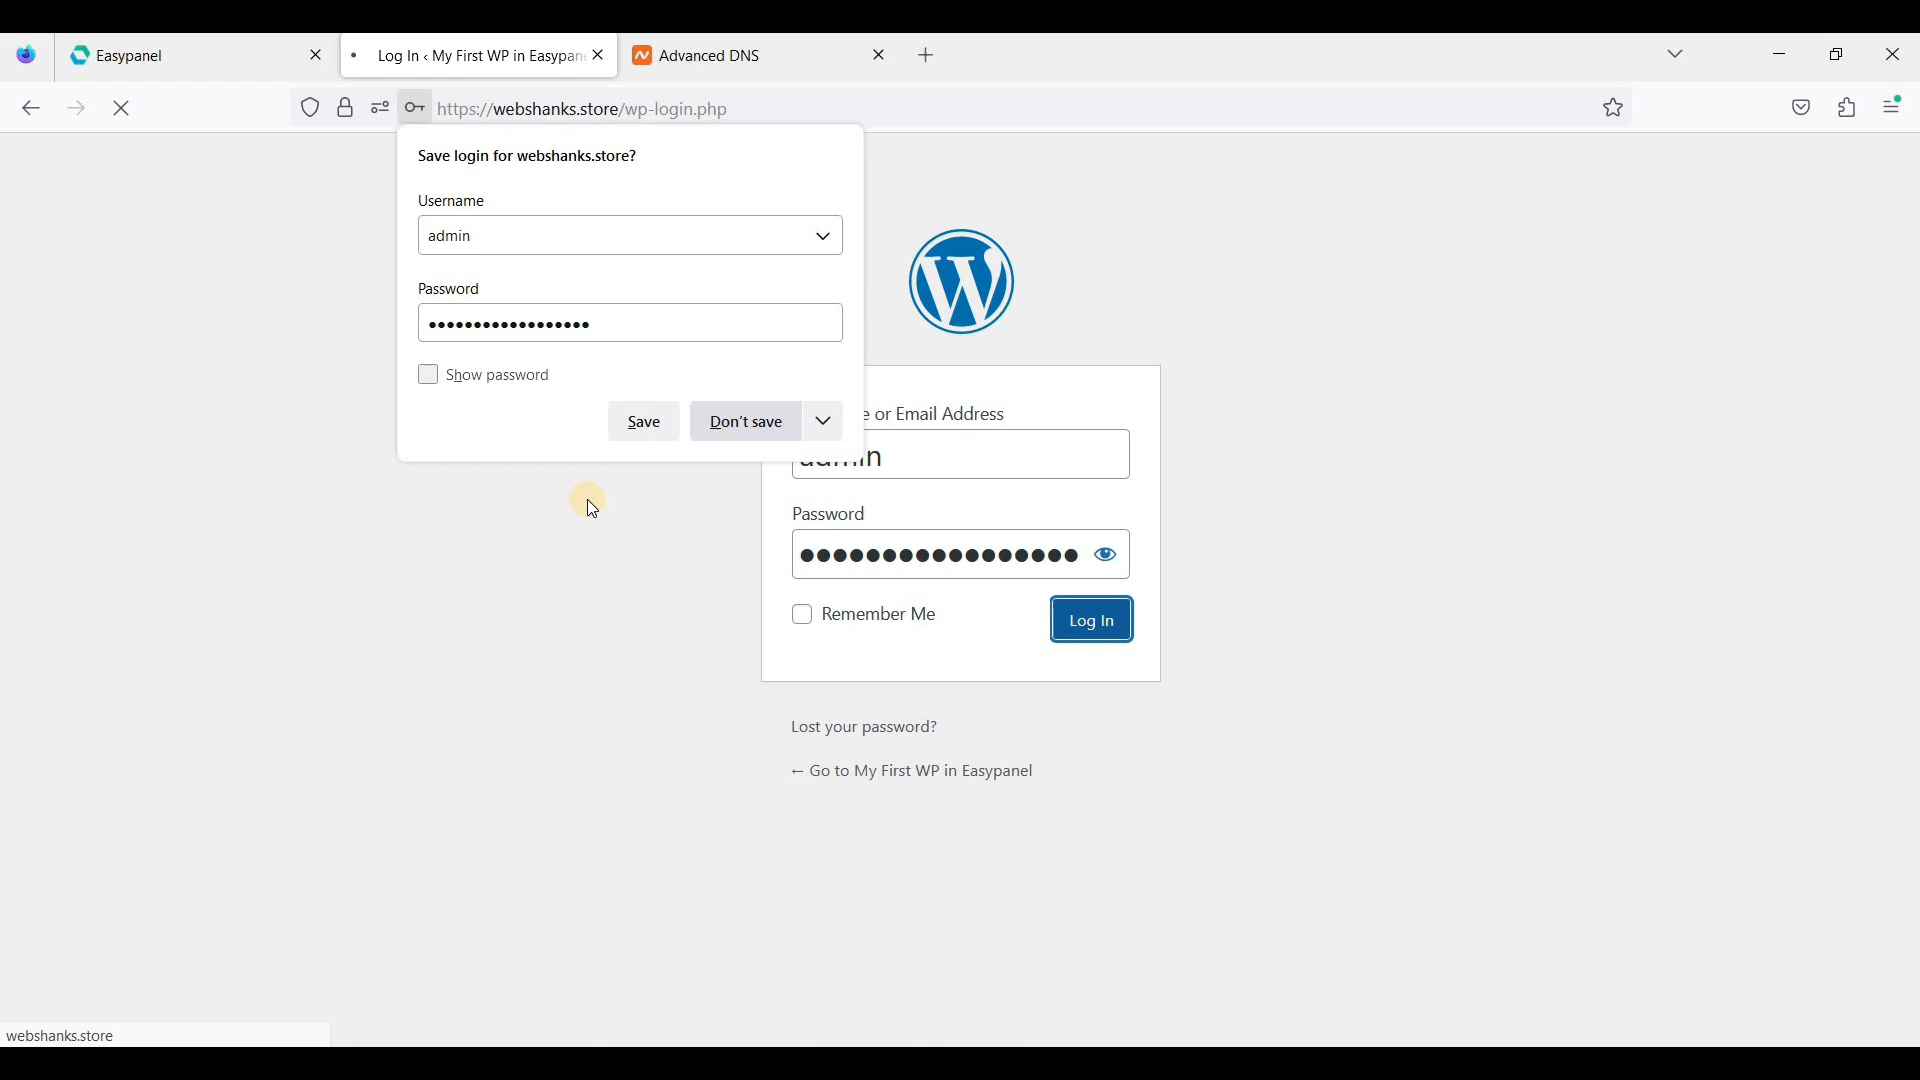 Easypanel
Log In ‹ My First WP in Easypan
Advanced DNS
https://webshanks.store/wp-login.php
Save login for webshanks.store?
Username
admin
Password
Show password
Save
Don't save
e or Email Address
Password
Remember Me
Log In
Lost your password?
← Go to My First WP in Easypanel
webshanks.store